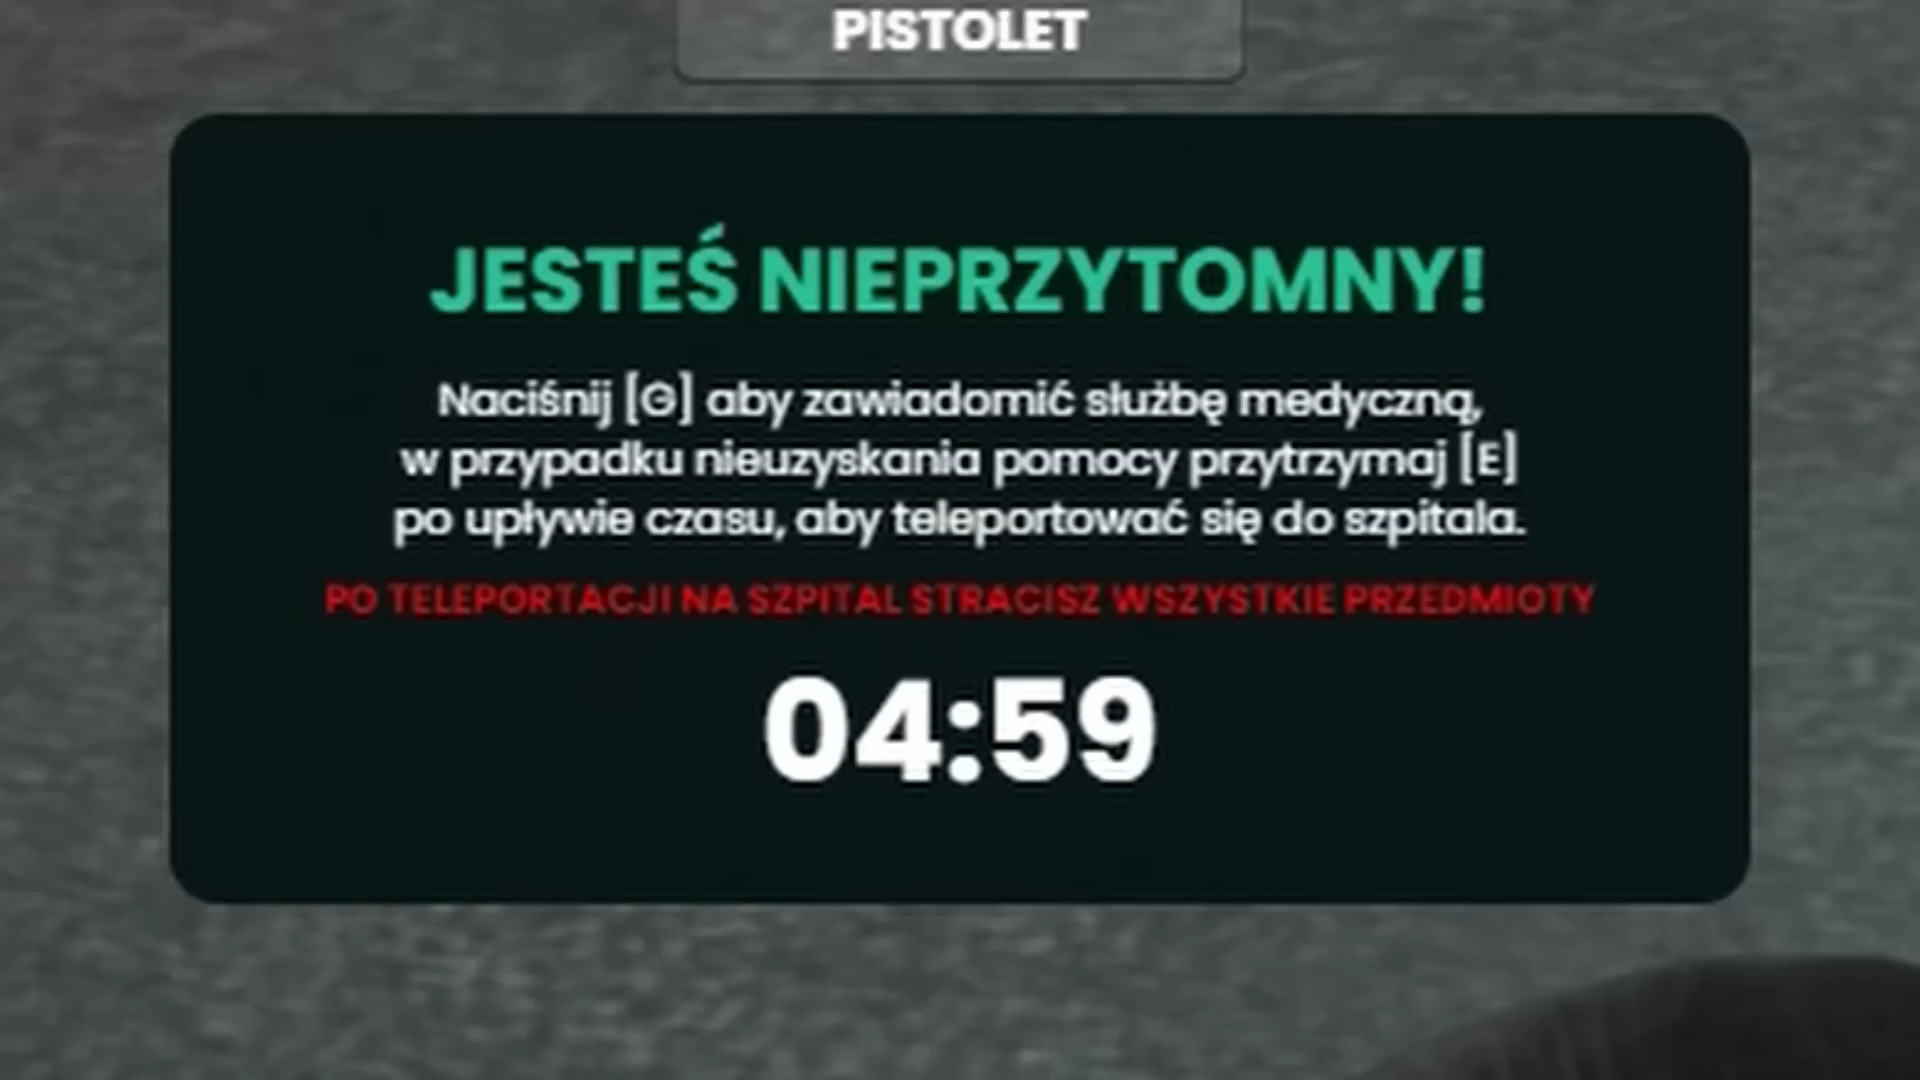 PISTOLET
JESTEŚ NIEPRZYTOMNY!
Naciśnij [G] aby zawiadomić służbę medyczną,
w przypadku nieuzyskania pomocy przytrzymaj [E]
po upływie czasu, aby teleportować się do szpitala.
PO TELEPORTACJI NA SZPITAL STRACISZ WSZYSTKIE PRZEDMIOTY
04:59